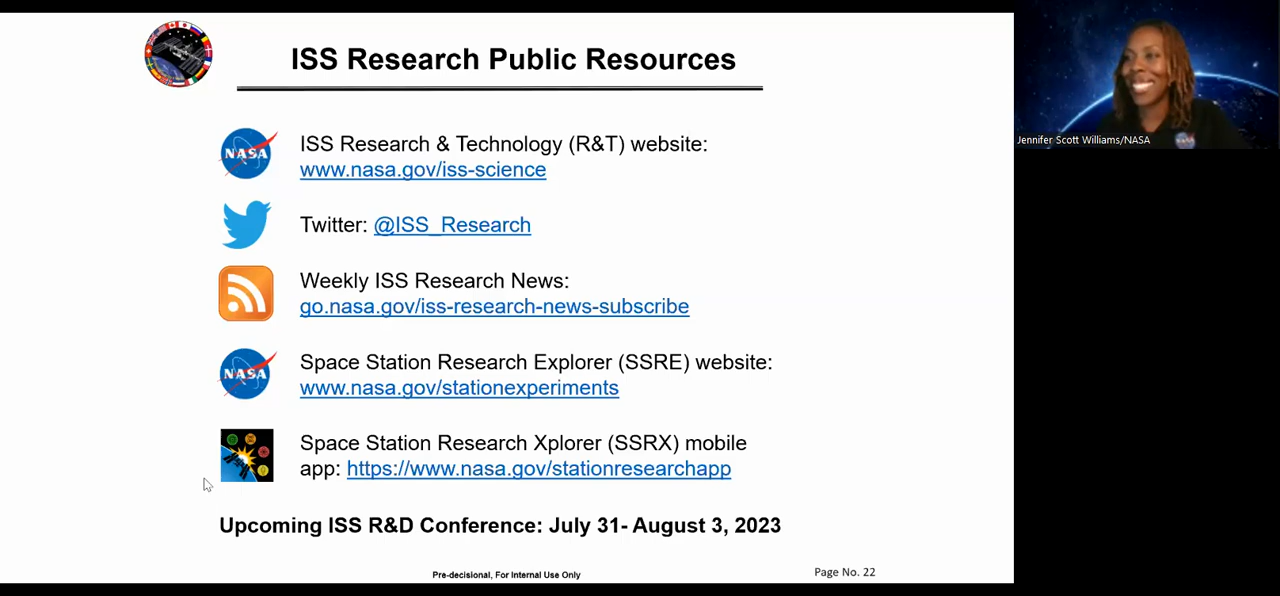 ISS Research Public Resources
NASA
ISS Research & Technology (R&T) website:
www.nasa.gov/iss-science
Twitter: @ISS_Research
Weekly ISS Research News:
go.nasa.gov/iss-research-news-subscribe
NASA
Space Station Research Explorer (SSRE) website:
www.nasa.gov/stationexperiments
Space Station Research Xplorer (SSRX) mobile
app: https://www.nasa.gov/stationresearchapp
Upcoming ISS R&D Conference: July 31- August 3, 2023
Pre-decisional, For Internal Use Only
Page No. 22
Jennifer Scott Williams/NASA